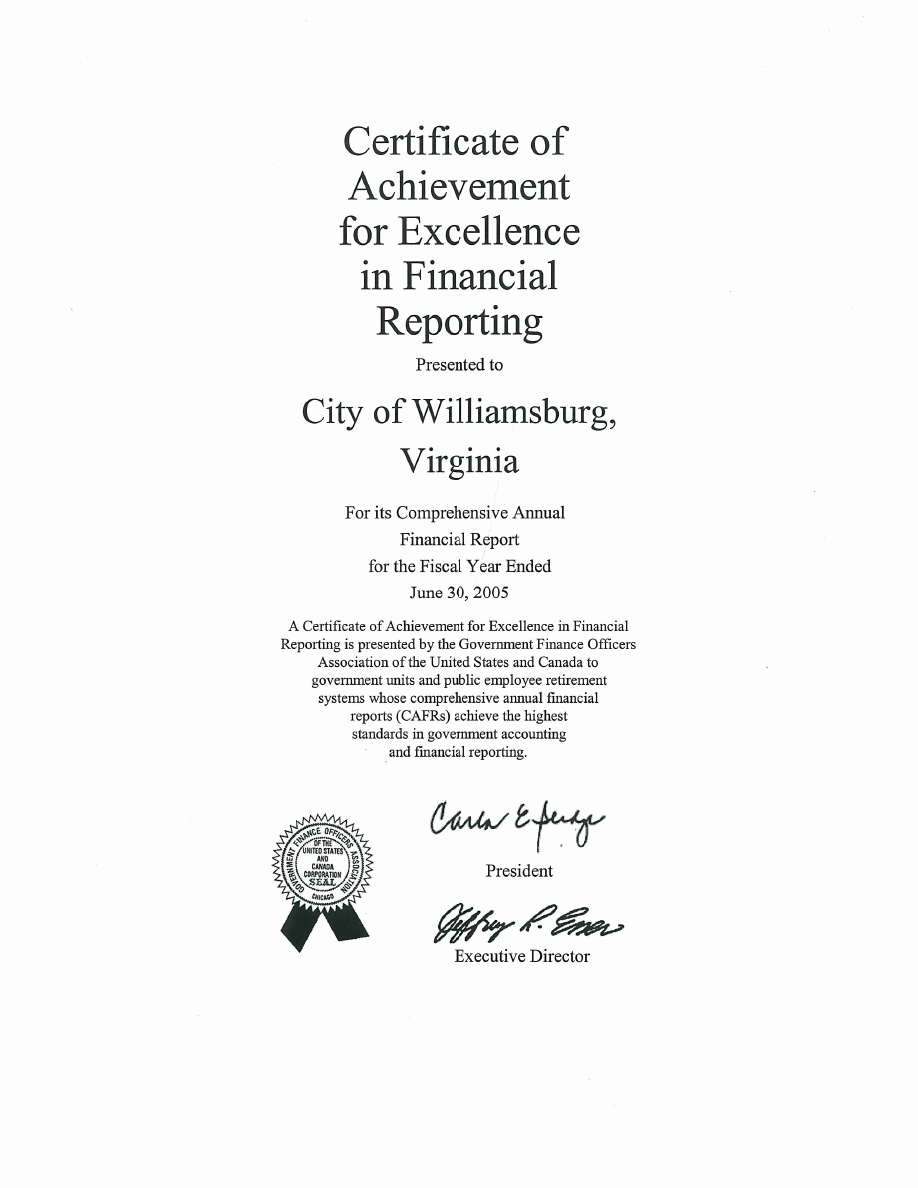 Certificate of
Achievement
for Excellence
in Financial
Reporting
Presented to
City of Williamsburg,
Virginia
For its Comprehensive Annual
Financial Report
for the Fiscal Year Ended
June 30, 2005
A Certificate of Achievement for Excellence in Financial
Reporting is presented by the Government Finance Officers
Association of the United States and Canada to
government units and public employee retirement
systems whose comprehensive annual financial
reports (CAFRs) achieve the highest
standards in government accounting
and financial reporting.
GOVERNMENT FINANCE OFFICERS ASSOCIATION
OF THE
UNITED STATES
AND
CANADA
CORPORATION
SEAL
CHICAGO
President
Jeffrey R. Ener
Executive Director